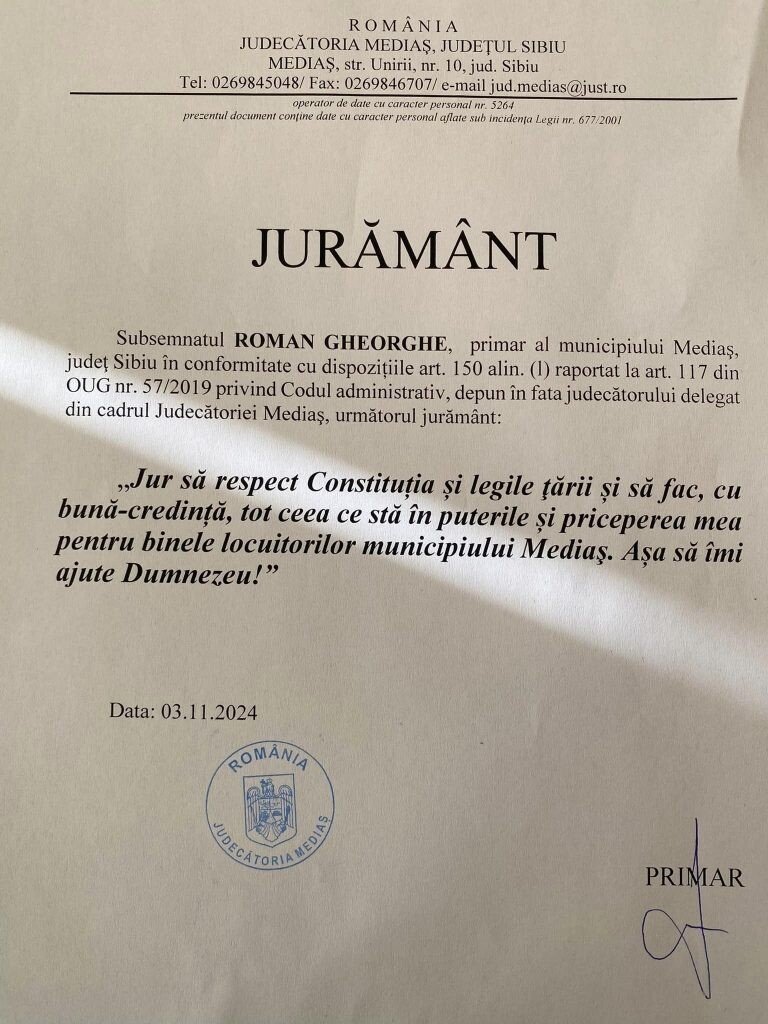 ROMÂNIA
JUDECĂTORIA MEDIAŞ, JUDEŢUL SIBIU
MEDIAŞ, str. Unirii, nr. 10, jud. Sibiu
Tel: 0269845048/ Fax: 0269846707/ e-mail jud.medias@just.ro
operator de date cu caracter personal nr. 5264
prezentul document conţine date cu caracter personal aflate sub incidenţa Legii nr. 677/2001
JURĂMÂNT
Subsemnatul ROMAN GHEORGHE, primar al municipiului Mediaş,
judeţ Sibiu în conformitate cu dispoziţiile art. 150 alin. (l) raportat la art. 117 din
OUG nr. 57/2019 privind Codul administrativ, depun în fata judecătorului delegat
din cadrul Judecătoriei Mediaş, următorul jurământ:
„Jur să respect Constituția și legile ţării și să fac, cu
bună-credință, tot ceea ce stă în puterile și priceperea mea
pentru binele locuitorilor municipiului Mediaş. Așa să îmi
ajute Dumnezeu!”
Data: 03.11.2024
ROMÂNIA
JUDECĂTORIA MEDIAŞ
PRIMAR